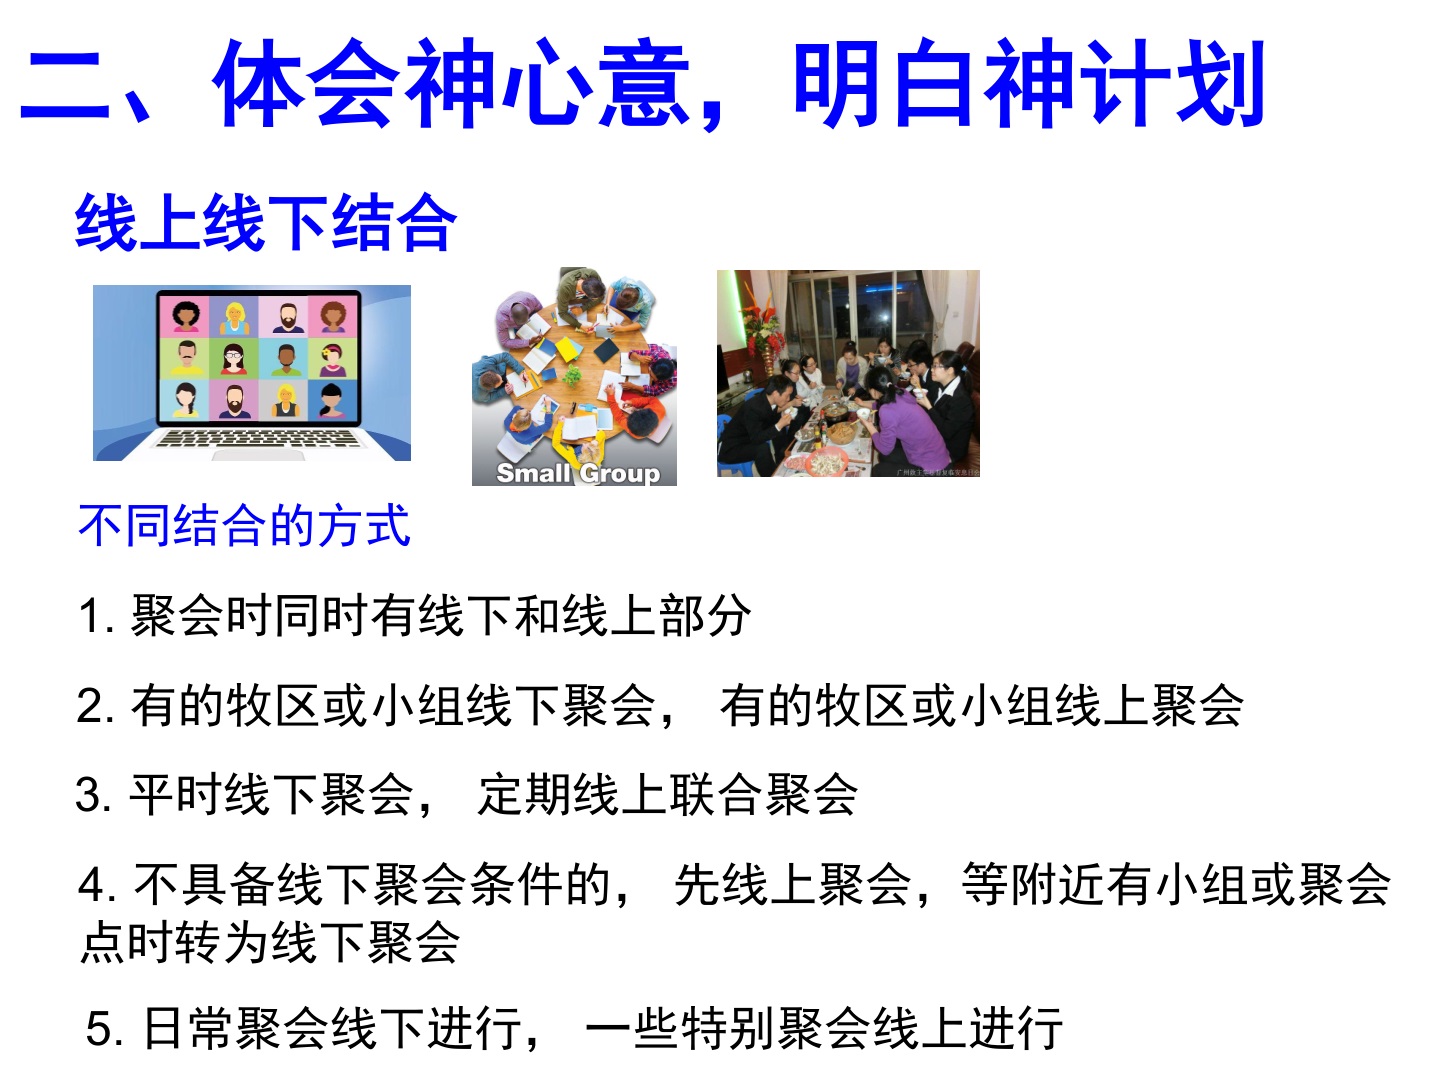 二、体会神心意，明白神计划
线上线下结合
Small Group
不同结合的方式
1. 聚会时同时有线下和线上部分
2. 有的牧区或小组线下聚会， 有的牧区或小组线上聚会
3. 平时线下聚会， 定期线上联合聚会
4. 不具备线下聚会条件的， 先线上聚会，等附近有小组或聚会
点时转为线下聚会
5. 日常聚会线下进行， 一些特别聚会线上进行